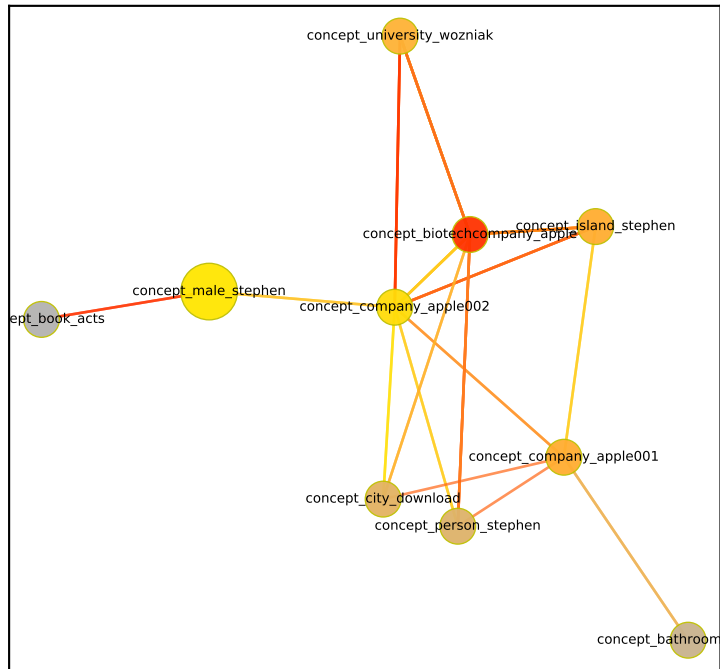 concept_university_wozniak
concept_island_stephen
concept_biotechcompany_apple
concept_male_stephen
concept_company_apple002
ept_book_acts
concept_company_apple001
concept_city_download
concept_person_stephen
concept_bathroom